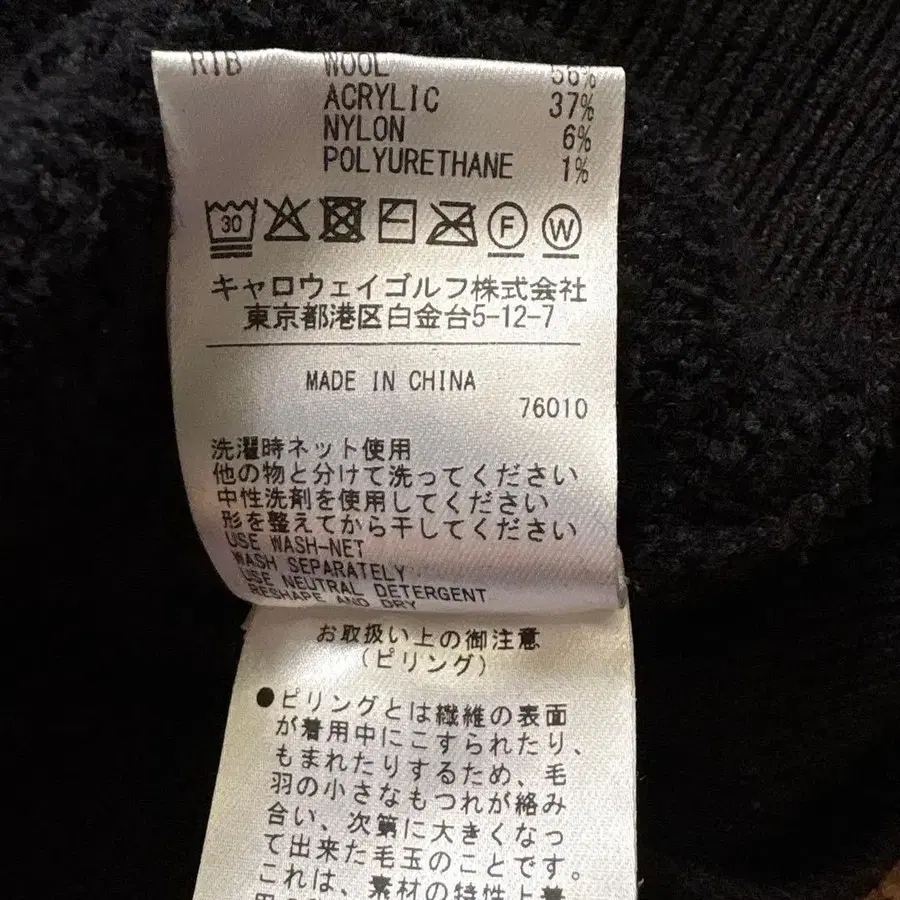 RIB WOOL 56%
ACRYLIC 37%
NYLON 6%
POLYURETHANE 1%
30 F W
キャロウェイゴルフ株式会社
東京都港区白金台5-12-7
MADE IN CHINA
76010
洗濯時ネット使用
他の物と分けて洗ってください
中性洗剤を使用してください
形を整えてから干してください
USE WASH-NET
WASH SEPARATELY
USE NEUTRAL DETERGENT
RESHAPE AND DRY
お取扱い上の御注意
(ピリング)
●ピリングとは繊維の表面
が着用中にこすられたり、
もまれたりするため、毛
羽の小さなもつれが絡み
合い、次第に大きくなっ
て出来た毛玉のことです。
これは、素材の特性上着